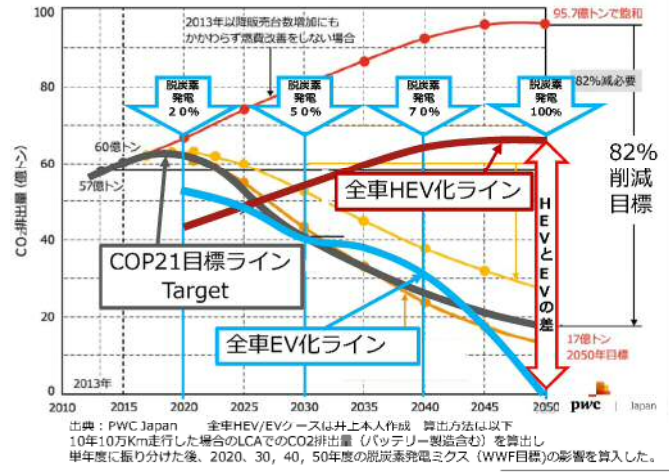 2013年以降販売台数増加にも
かかわらず燃費改善をしない場合
95.7億トンで飽和
82%減必要
脱炭素
発電
20%
脱炭素
発電
50%
脱炭素
発電
70%
脱炭素
発電
100%
100
80
60
40
20
0
CO₂排出量(億トン)
60億トン
57億トン
全車HEV化ライン
82%
削減
目標
HEVとEVの差
COP21目標ライン
Target
全車EV化ライン
17億トン
2050年目標
2013年
2010
2015
2020
2025
2030
2035
2040
2045
2050
pwc
Japan
出典:PWC Japan 全車HEV/EVケースは井上本人作成 算出方法は以下
10年10万Km走行した場合のLCAでのCO2排出量(バッテリー製造含む)を算出し
単年度に振り分けた後、2020、30,40,50年度の脱炭素発電ミクス(WWF目標)の影響を算入した。